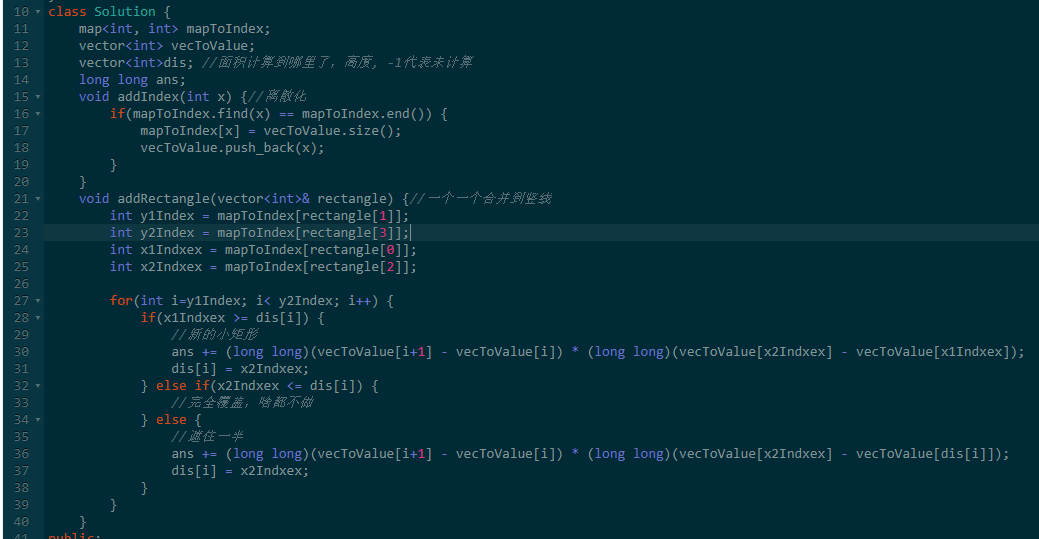 10 class Solution {
11     map<int, int> mapToIndex;
12     vector<int> vecToValue;
13     vector<int>dis; //面积计算到哪里了，高度, -1代表未计算
14     long long ans;
15     void addIndex(int x) {//离散化
16         if(mapToIndex.find(x) == mapToIndex.end()) {
17             mapToIndex[x] = vecToValue.size();
18             vecToValue.push_back(x);
19         }
20     }
21     void addRectangle(vector<int>& rectangle) {//一个一个合并到竖线
22         int y1Index = mapToIndex[rectangle[1]];
23         int y2Index = mapToIndex[rectangle[3]];
24         int x1Indxex = mapToIndex[rectangle[0]];
25         int x2Indxex = mapToIndex[rectangle[2]];
26
27         for(int i=y1Index; i< y2Index; i++) {
28             if(x1Indxex >= dis[i]) {
29                 //新的小矩形
30                 ans += (long long)(vecToValue[i+1] - vecToValue[i]) * (long long)(vecToValue[x2Indxex] - vecToValue[x1Indxex]);
31                 dis[i] = x2Indxex;
32             } else if(x2Indxex <= dis[i]) {
33                 //完全覆盖，啥都不做
34             } else {
35                 //遮住一半
36                 ans += (long long)(vecToValue[i+1] - vecToValue[i]) * (long long)(vecToValue[x2Indxex] - vecToValue[dis[i]]);
37                 dis[i] = x2Indxex;
38             }
39         }
40     }
41 public: